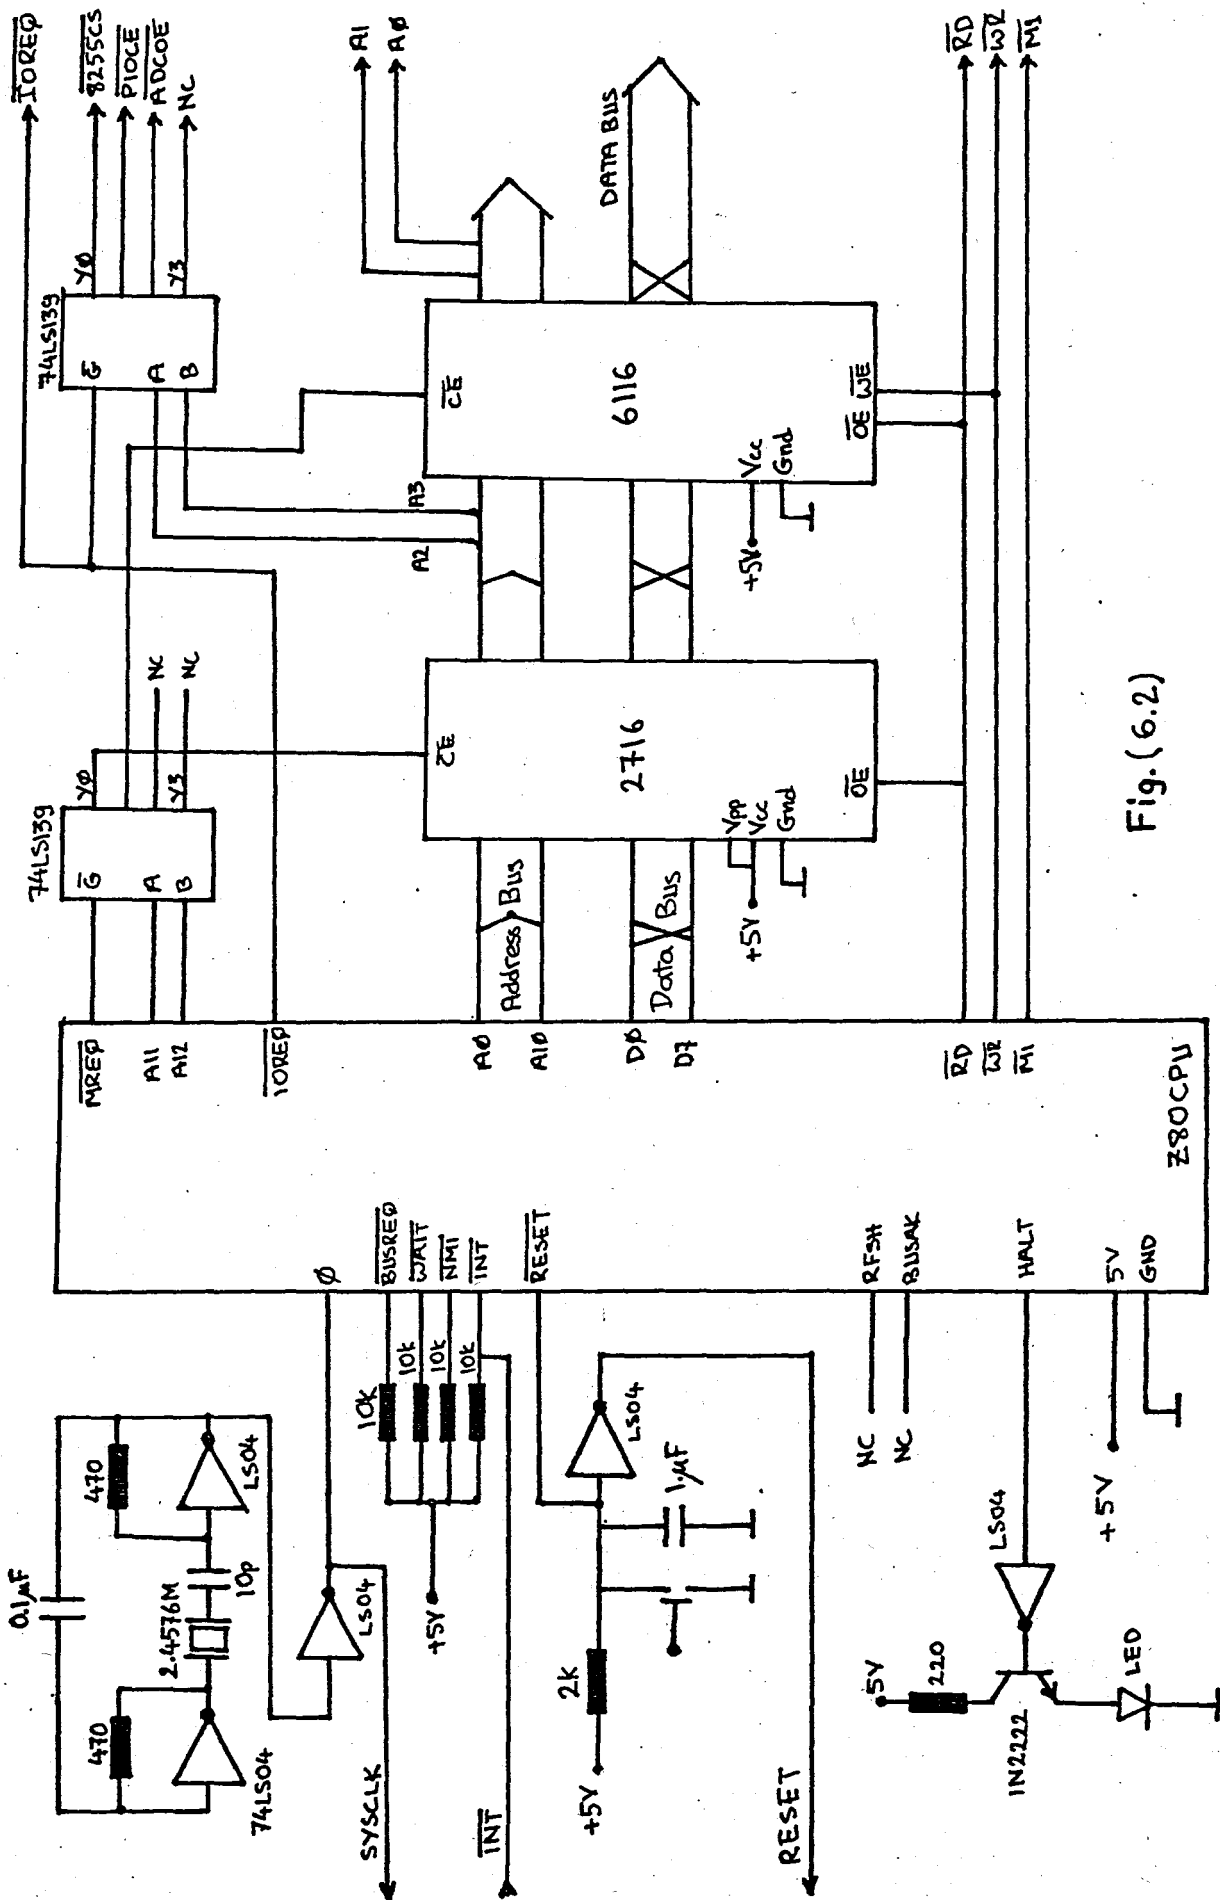 0.1µF
470
470
2.4576M
10p
74LS04
LS04
LS04
SYSCLK
Ø
10K
10k
10k
10k
+5V
INT
BUSREQ
WAIT
NMI
INT
RESET
2K
+5V
1µF
LS04
RESET
NC
NC
RFSH
BUSAK
HALT
LS04
5V
220
1N2222
LED
+5V
5V
GND
Z80CPU
MREQ
A11
A12
IOREQ
AØ
A10
DØ
D7
RD
WR
M1
74LS139
G
A
B
YØ
Y3
NC
NC
Address Bus
Data Bus
2716
CE
OE
Vpp
Vcc
Gnd
+5V
A2
A3
6116
CE
OE
WE
Vcc
Gnd
+5V
74LS139
G
A
B
YØ
Y3
IOREQ
8255CS
PIOCE
ADCOE
NC
A1
AØ
DATA BUS
RD
WR
M1
Fig.(6.2)